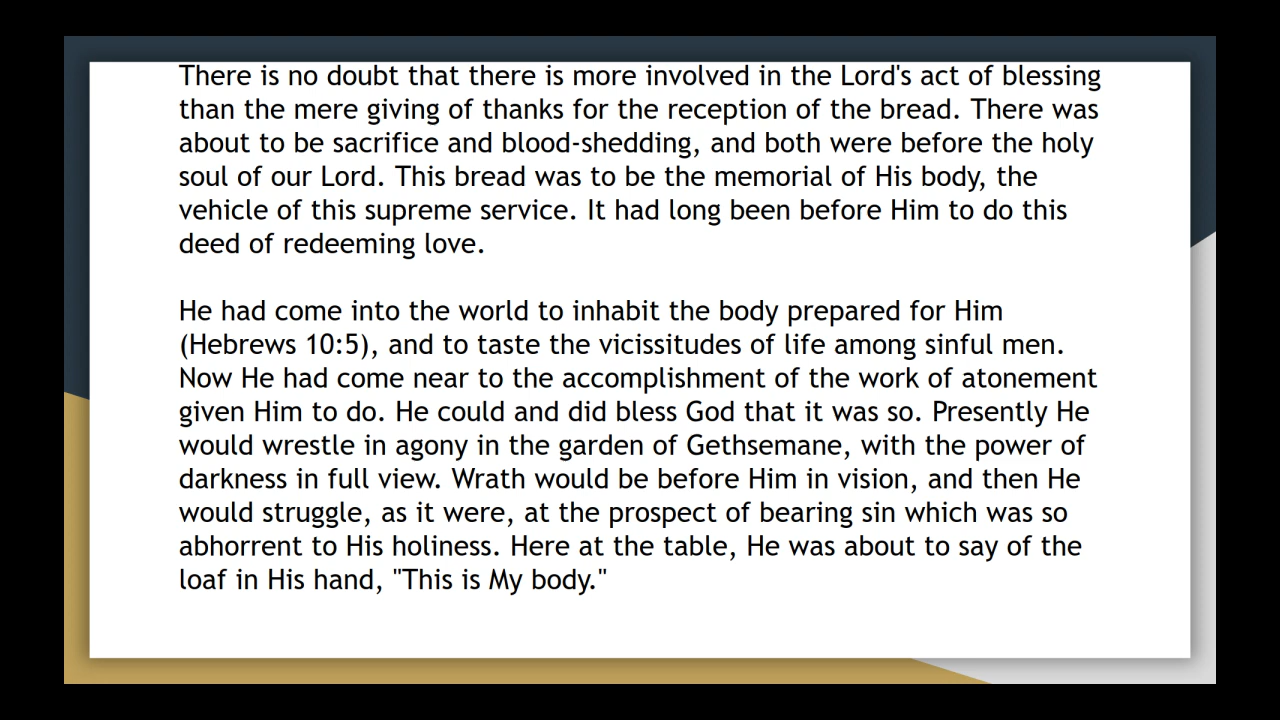 There is no doubt that there is more involved in the Lord's act of blessing
than the mere giving of thanks for the reception of the bread. There was
about to be sacrifice and blood-shedding, and both were before the holy
soul of our Lord. This bread was to be the memorial of His body, the
vehicle of this supreme service. It had long been before Him to do this
deed of redeeming love.
He had come into the world to inhabit the body prepared for Him
(Hebrews 10:5), and to taste the vicissitudes of life among sinful men.
Now He had come near to the accomplishment of the work of atonement
given Him to do. He could and did bless God that it was so. Presently He
would wrestle in agony in the garden of Gethsemane, with the power of
darkness in full view. Wrath would be before Him in vision, and then He
would struggle, as it were, at the prospect of bearing sin which was so
abhorrent to His holiness. Here at the table, He was about to say of the
loaf in His hand, "This is My body."